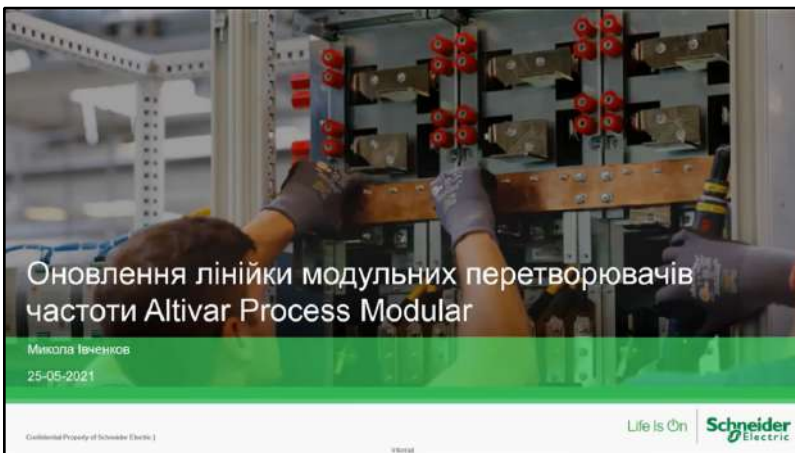 Оновлення лінійки модульних перетворювачів
частоти Altivar Process Modular
Микола Івченков
25-05-2021
Confidential Property of Schneider Electric |
Internal
Life Is On
Schneider
Electric